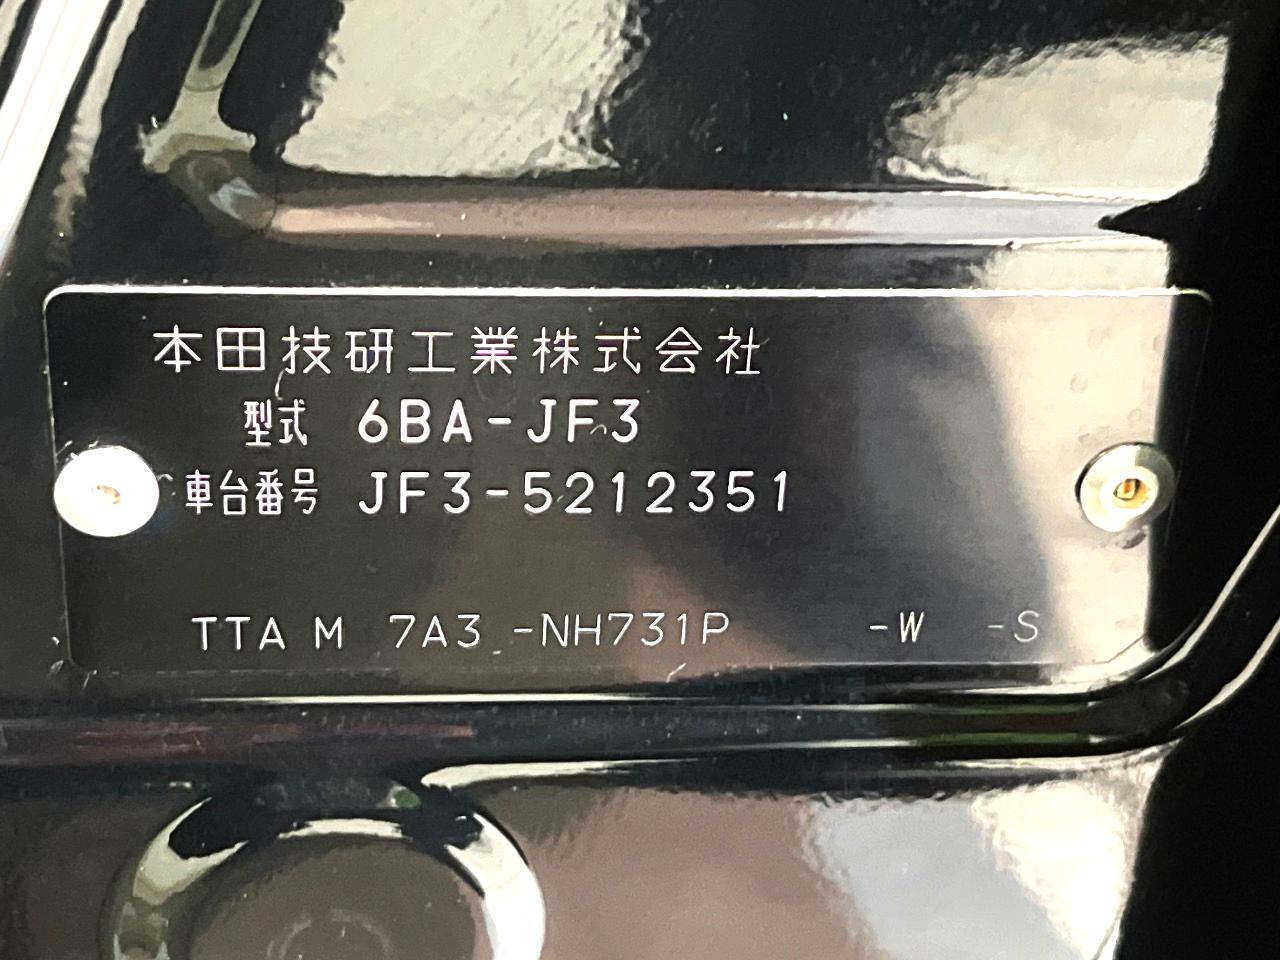 本田技研工業株式会社
型式 6BA-JF3
車台番号 JF3-5212351
TTA M 7A3 -NH731P -W -S